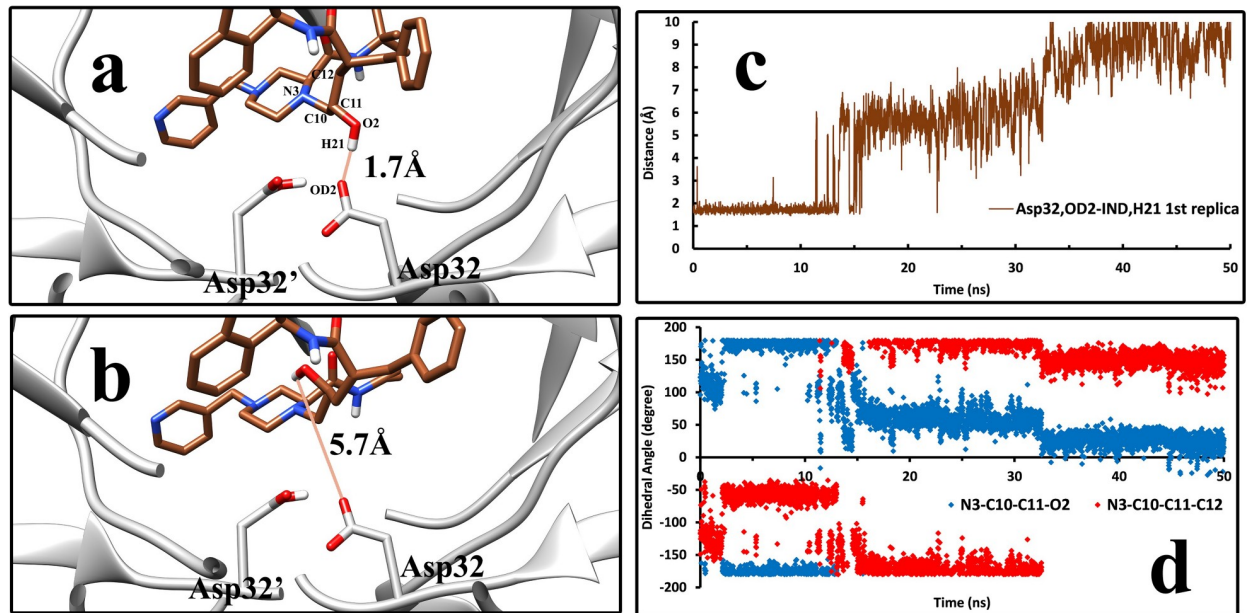 a
C12
N3
C11
C10
O2
H21
1.7Å
OD2
Asp32’
Asp32
b
5.7Å
Asp32’
Asp32
c
Distance (Å)
10
9
8
7
6
5
4
3
2
1
0
0 10 20 30 40 50
Asp32,OD2-IND,H21 1st replica
Time (ns)
d
Dihedral Angle (degree)
200
150
100
50
0
-50
-100
-150
-200
0 10 20 30 40 50
N3-C10-C11-O2 N3-C10-C11-C12
Time (ns)